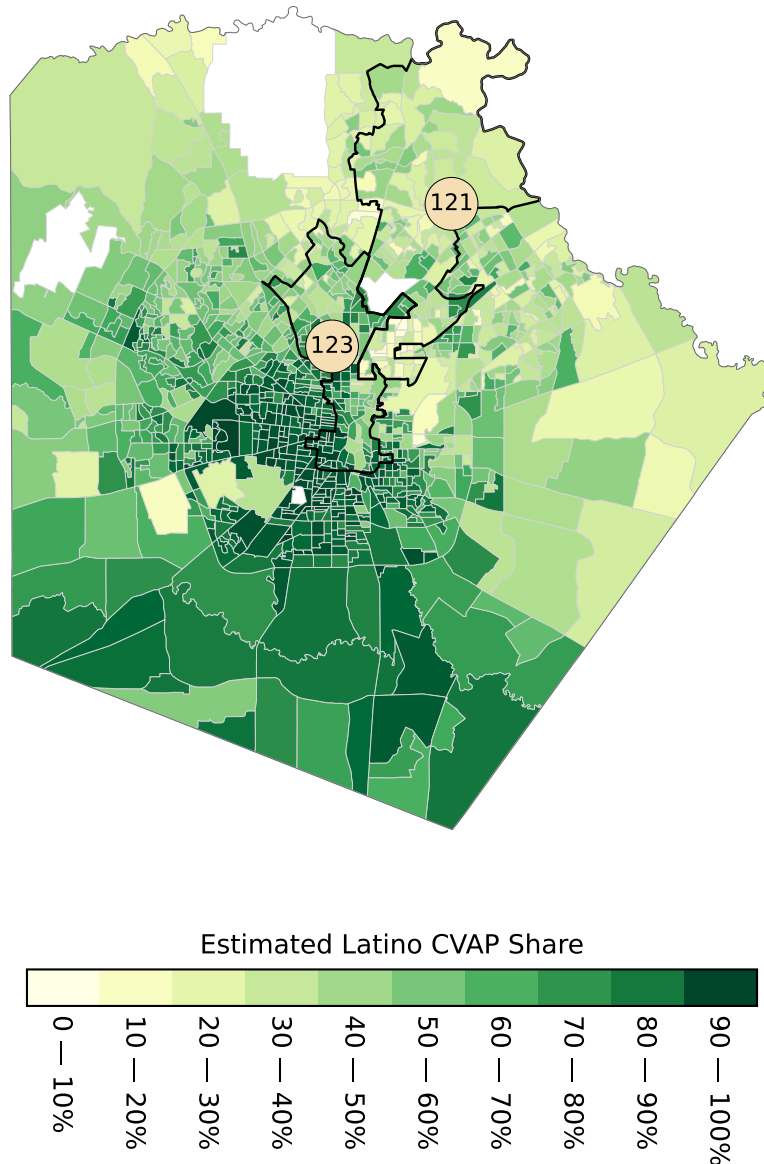 121
123
Estimated Latino CVAP Share
0 — 10%
10 — 20%
20 — 30%
30 — 40%
40 — 50%
50 — 60%
60 — 70%
70 — 80%
80 — 90%
90 — 100%